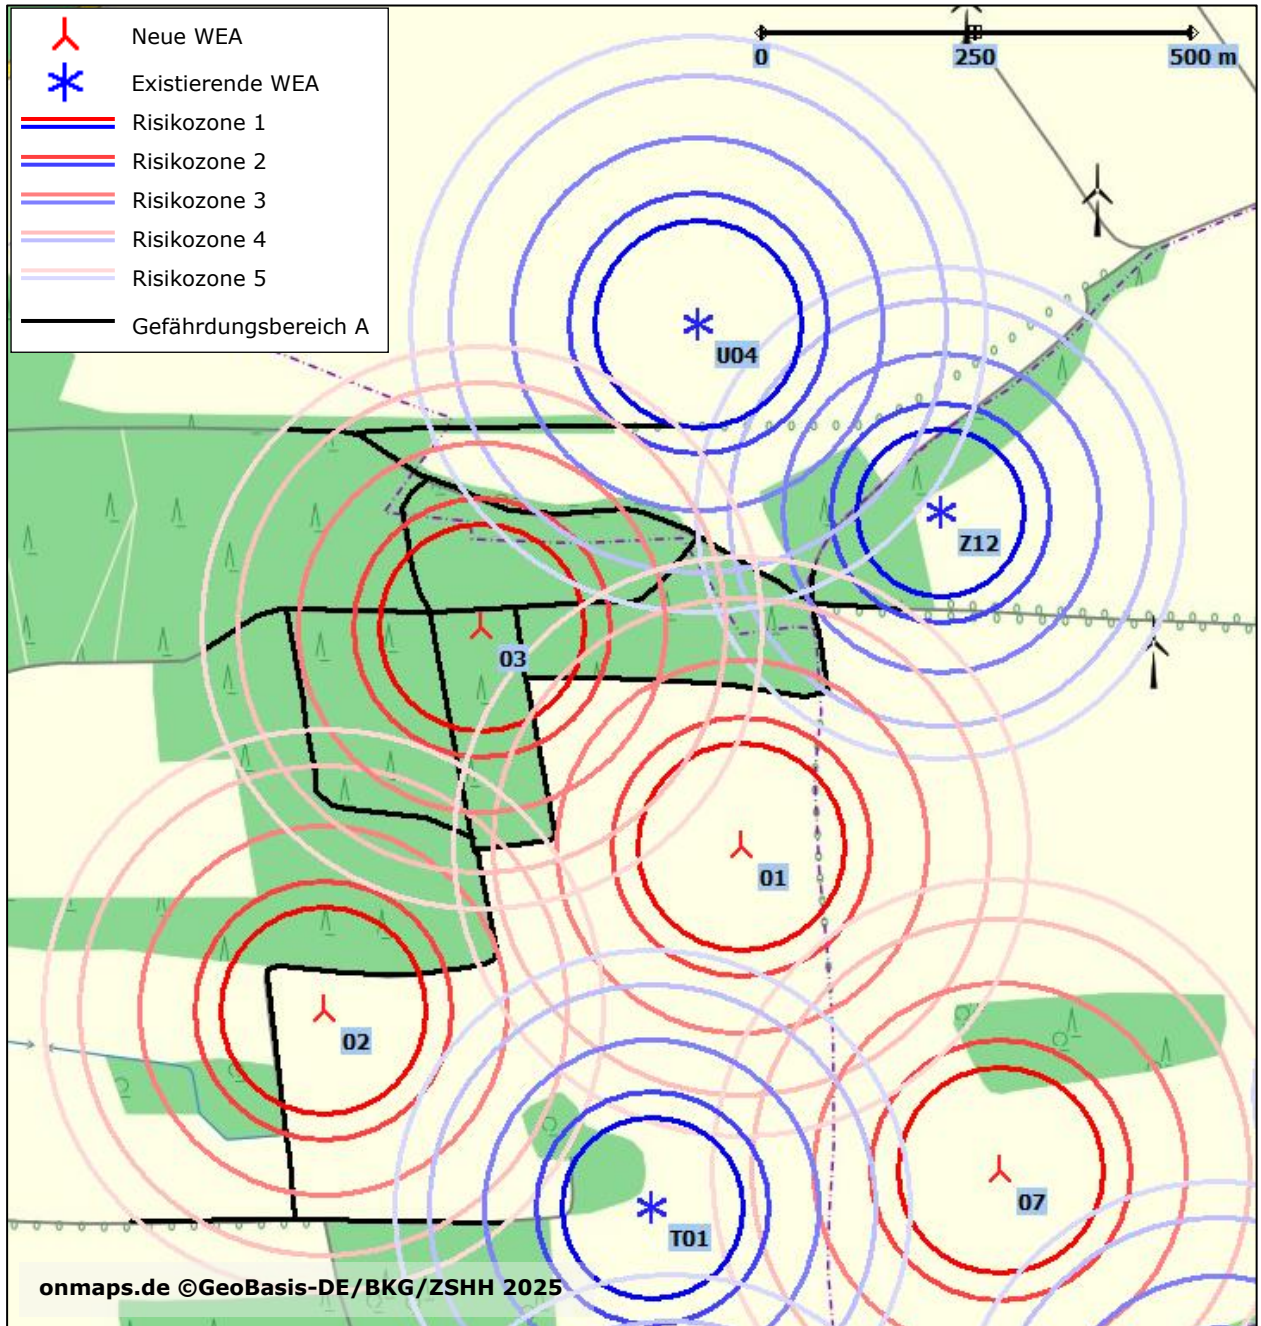 Neue WEA
Existierende WEA
Risikozone 1
Risikozone 2
Risikozone 3
Risikozone 4
Risikozone 5
Gefährdungsbereich A
0 250 500 m
U04
Z12
03
01
02
07
T01
onmaps.de ©GeoBasis-DE/BKG/ZSHH 2025